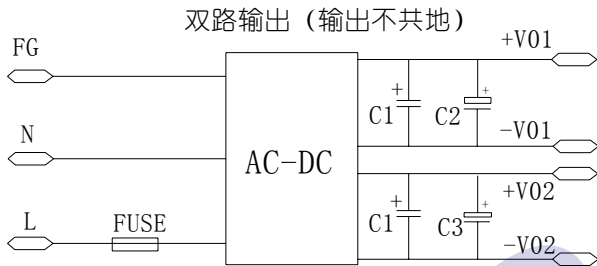 双路输出 (输出不共地)
FG
+V01
+
C1
+
C2
N
-V01
AC-DC
+V02
+
C1
+
C3
L
FUSE
-V02